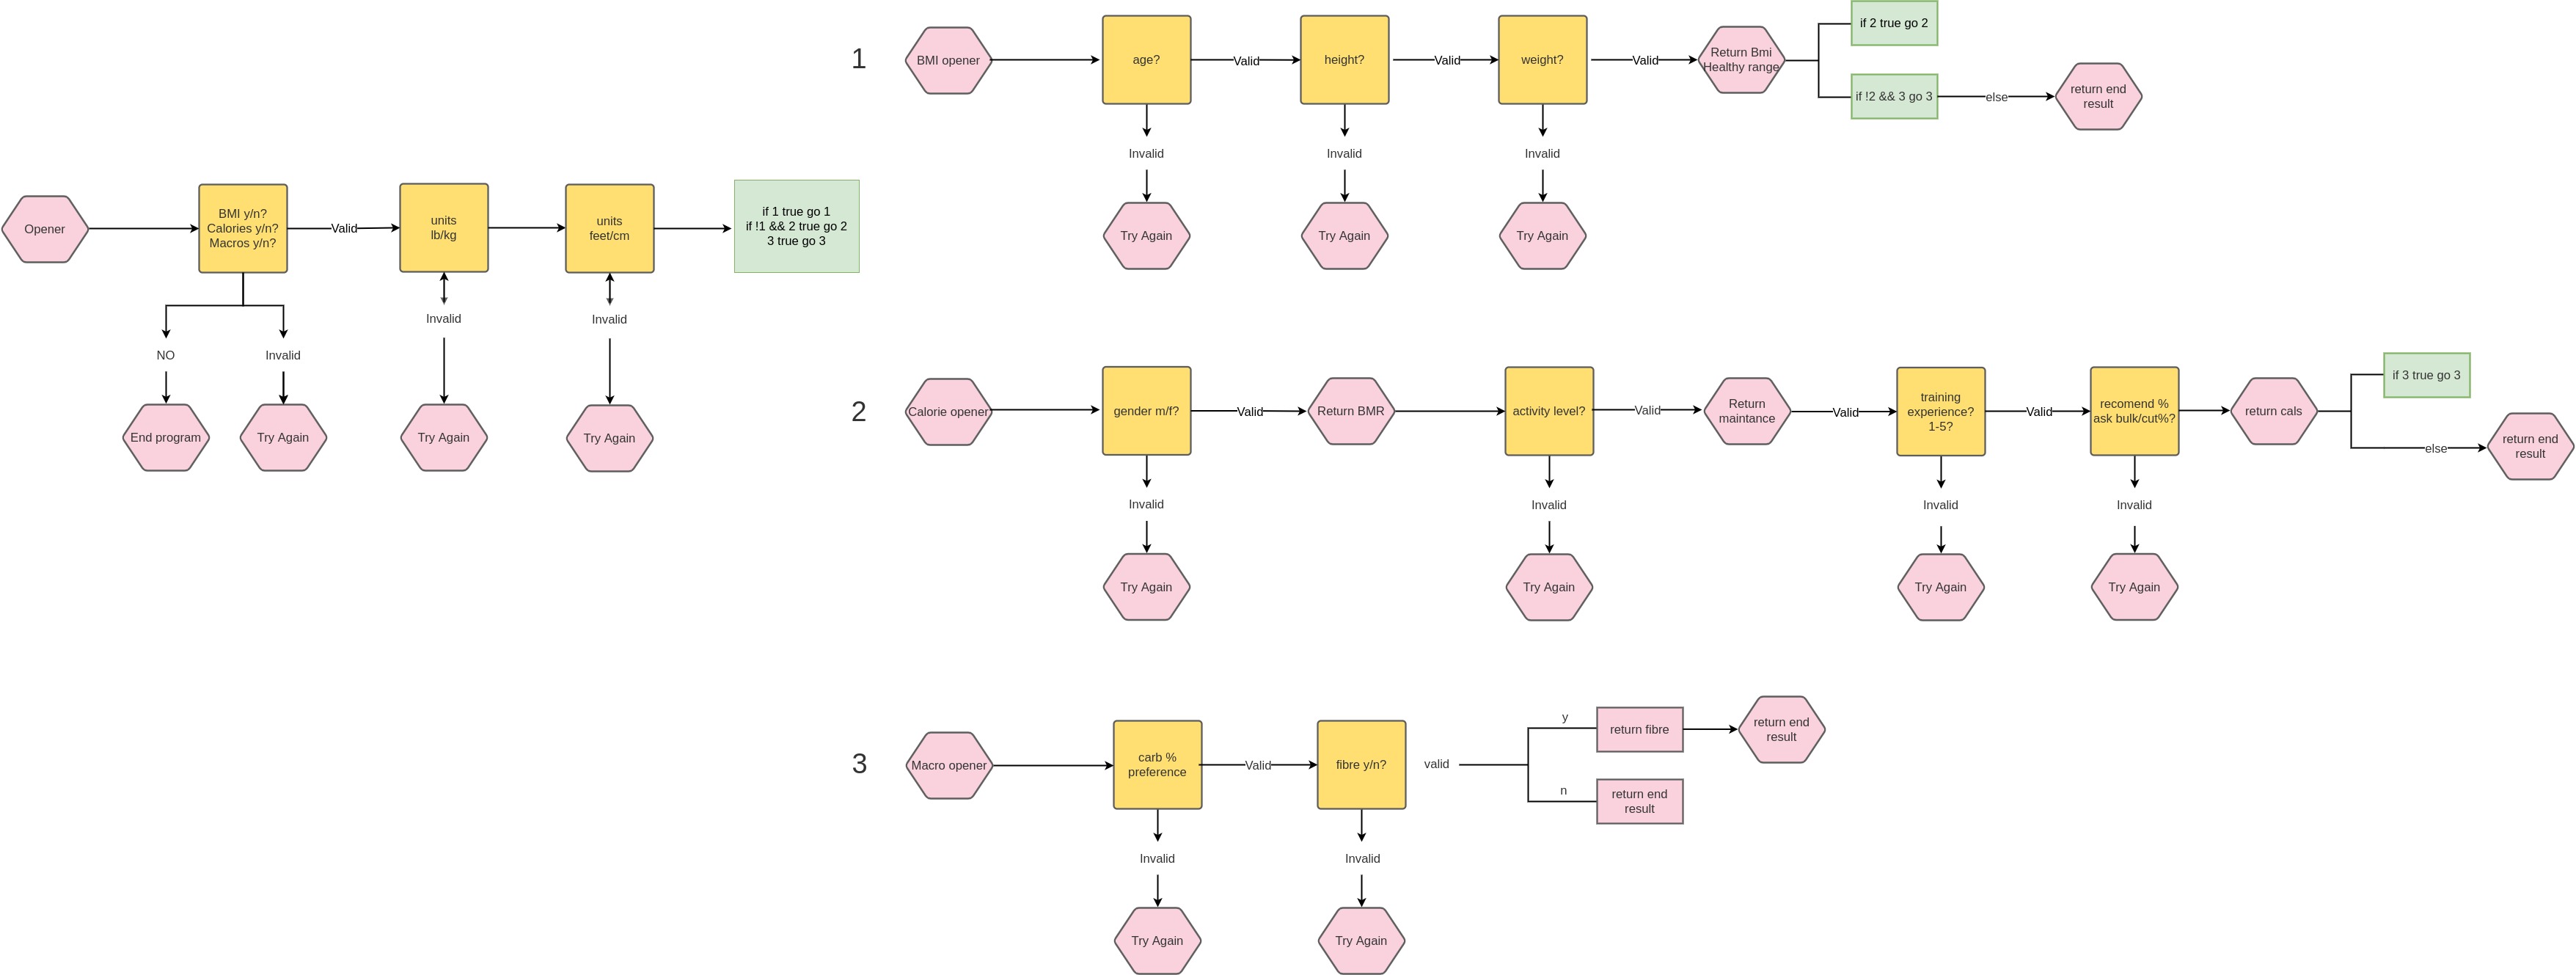 Opener
BMI y/n?
Calories y/n?
Macros y/n?
Valid
units
lb/kg
units
feet/cm
if 1 true go 1
if !1 && 2 true go 2
3 true go 3
NO
Invalid
Invalid
Invalid
End program
Try Again
Try Again
Try Again
1
BMI opener
age?
Valid
height?
Valid
weight?
Valid
Return Bmi
Healthy range
if 2 true go 2
if !2 && 3 go 3
else
return end
result
Invalid
Invalid
Invalid
Try Again
Try Again
Try Again
2
Calorie opener
gender m/f?
Valid
Return BMR
activity level?
Valid
Return
maintance
Valid
training
experience?
1-5?
Valid
recomend %
ask bulk/cut%?
return cals
if 3 true go 3
else
return end
result
Invalid
Invalid
Invalid
Invalid
Try Again
Try Again
Try Again
Try Again
3
Macro opener
carb %
preference
Valid
fibre y/n?
valid
y
return fibre
return end
result
n
return end
result
Invalid
Invalid
Try Again
Try Again